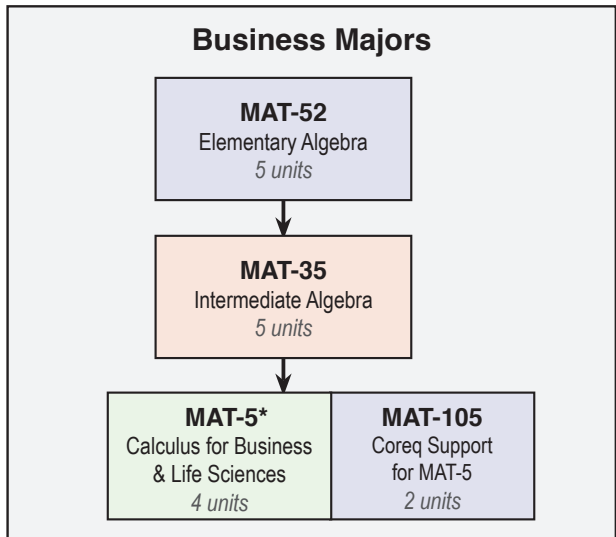 Business Majors
MAT-52
Elementary Algebra
5 units
MAT-35
Intermediate Algebra
5 units
MAT-5*
Calculus for Business
& Life Sciences
4 units
MAT-105
Coreq Support
for MAT-5
2 units